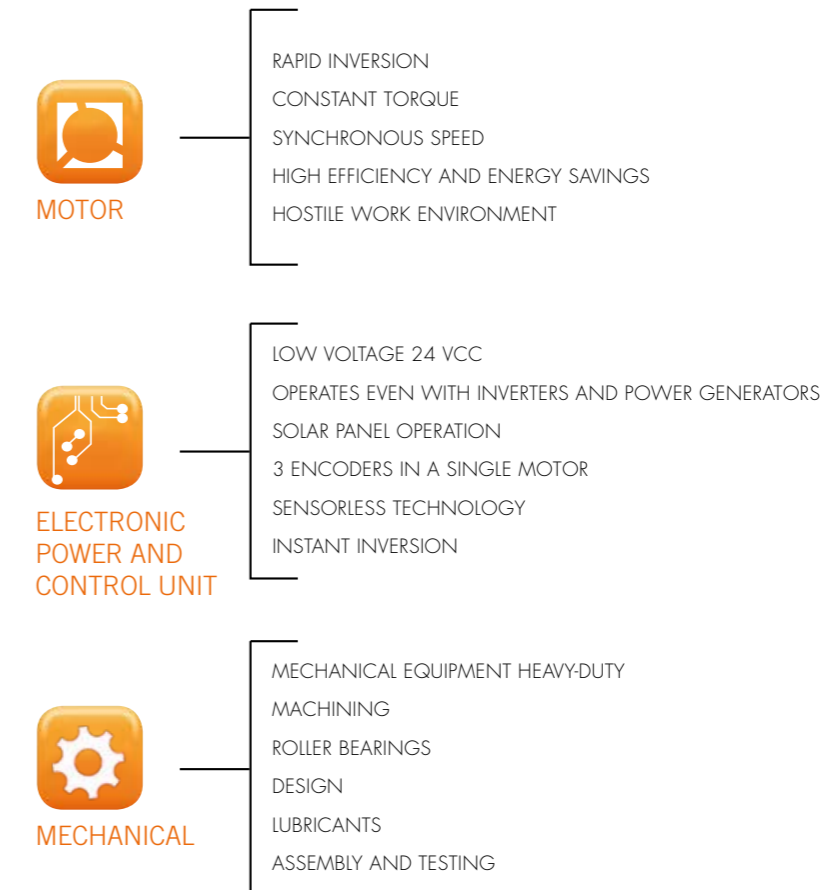 RAPID INVERSION
CONSTANT TORQUE
SYNCHRONOUS SPEED
HIGH EFFICIENCY AND ENERGY SAVINGS
HOSTILE WORK ENVIRONMENT
MOTOR
LOW VOLTAGE 24 VCC
OPERATES EVEN WITH INVERTERS AND POWER GENERATORS
SOLAR PANEL OPERATION
3 ENCODERS IN A SINGLE MOTOR
SENSORLESS TECHNOLOGY
INSTANT INVERSION
ELECTRONIC
POWER AND
CONTROL UNIT
MECHANICAL EQUIPMENT HEAVY-DUTY
MACHINING
ROLLER BEARINGS
DESIGN
LUBRICANTS
ASSEMBLY AND TESTING
MECHANICAL